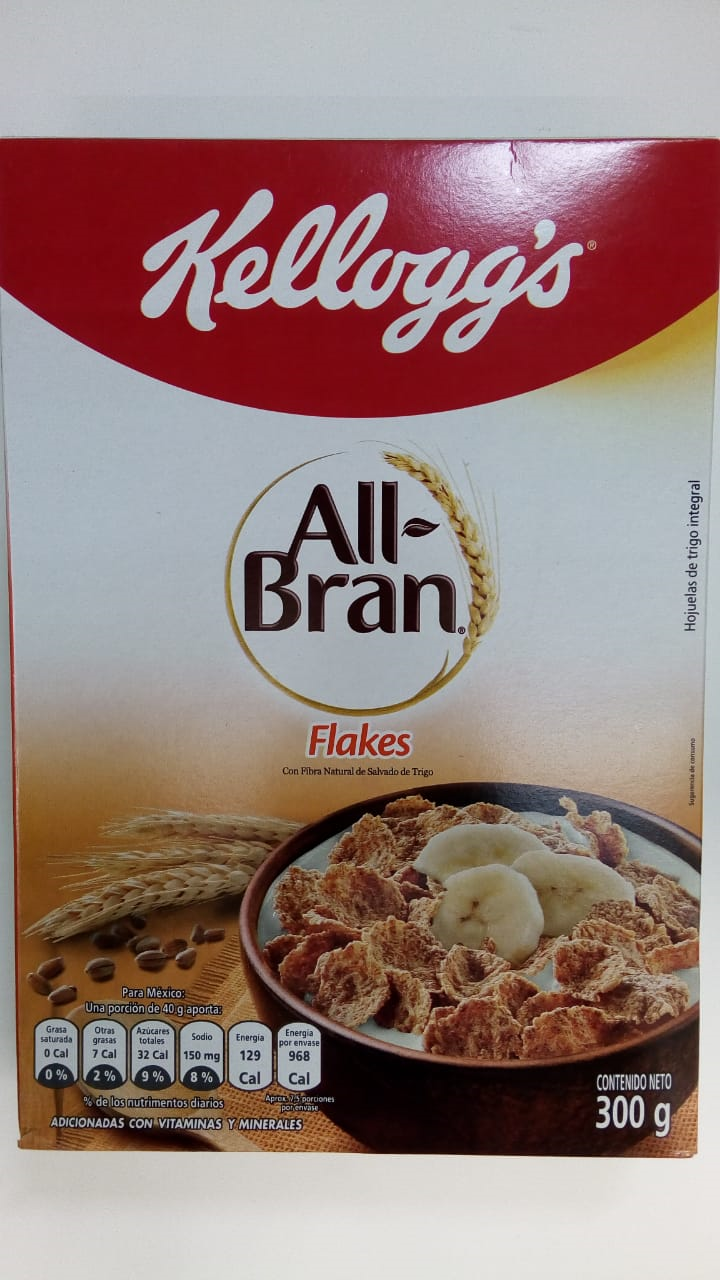 Kellogg's®
All-
Bran®
Flakes
Con Fibra Natural de Salvado de Trigo
Hojuelas de trigo integral
Sugerencia de consumo
Para México:
Una porción de 40 g aporta:
Grasa
saturada
0 Cal
0 %
Otras
grasas
7 Cal
2 %
Azúcares
totales
32 Cal
9 %
Sodio
150 mg
8 %
Energía
129
Cal
Energía
por envase
968
Cal
% de los nutrimentos diarios
Aprox. 7,5 porciones
por envase
ADICIONADAS CON VITAMINAS Y MINERALES
CONTENIDO NETO
300 g